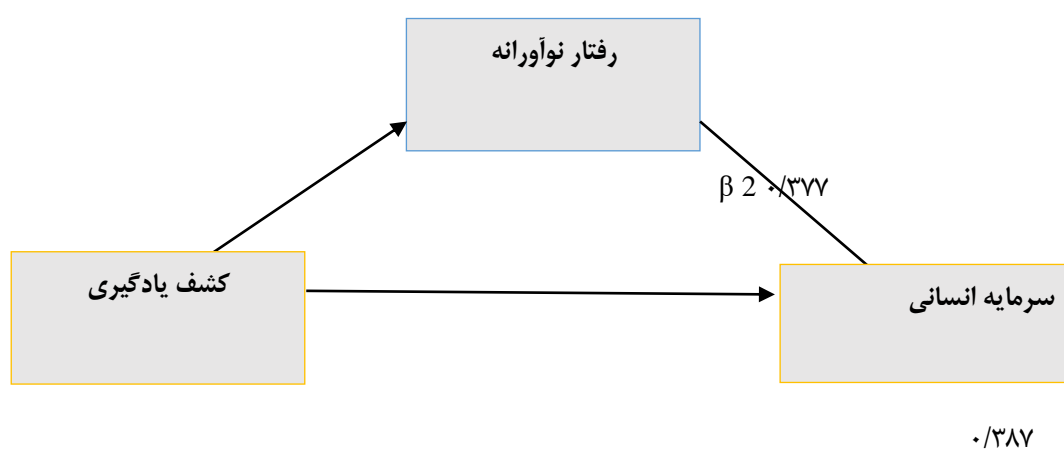 رفتار نوآورانه
β 2 ۰/۳۷۷
کشف یادگیری
سرمایه انسانی
۰/۳۸۷